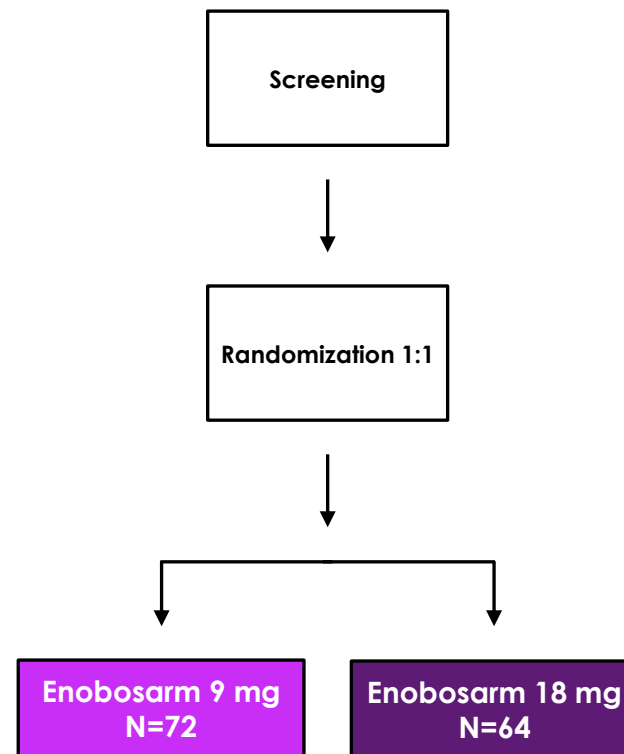 Screening
Randomization 1:1
Enobosarm 9 mg
N=72
Enobosarm 18 mg
N=64